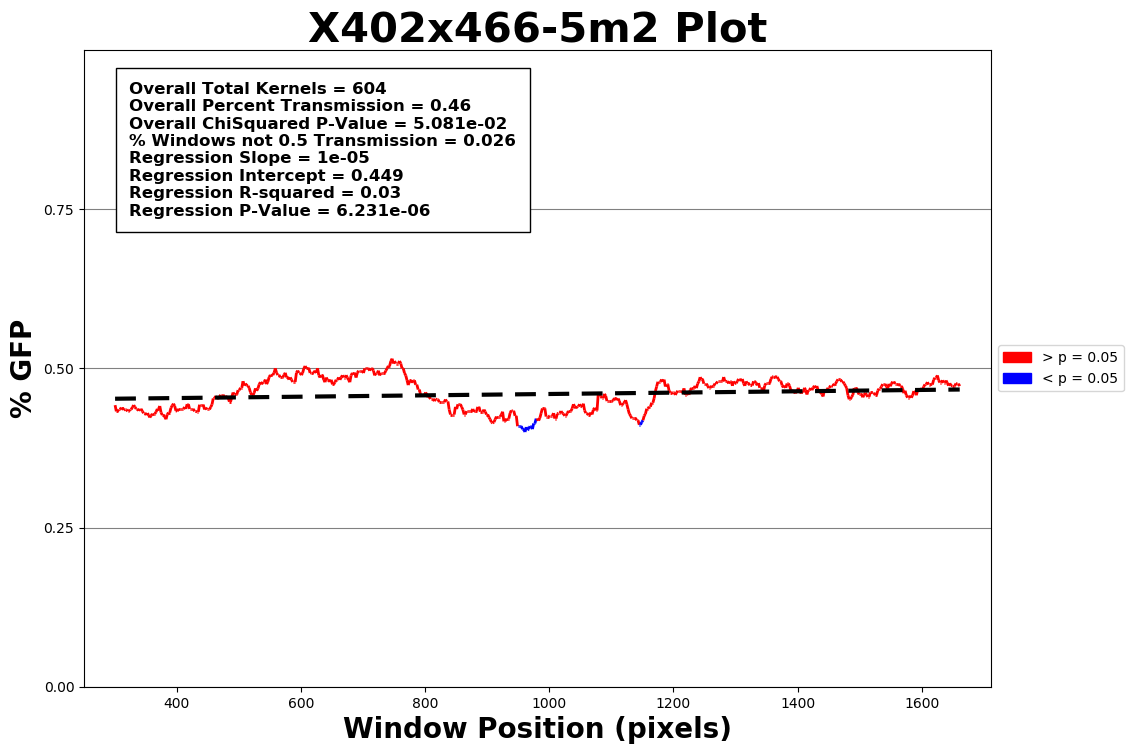 X402x466-5m2 Plot
Overall Total Kernels = 604
Overall Percent Transmission = 0.46
Overall ChiSquared P-Value = 5.081e-02
% Windows not 0.5 Transmission = 0.026
Regression Slope = 1e-05
Regression Intercept = 0.449
Regression R-squared = 0.03
Regression P-Value = 6.231e-06
% GFP
0.75
0.50
0.25
0.00
> p = 0.05
< p = 0.05
400 600 800 1000 1200 1400 1600
Window Position (pixels)